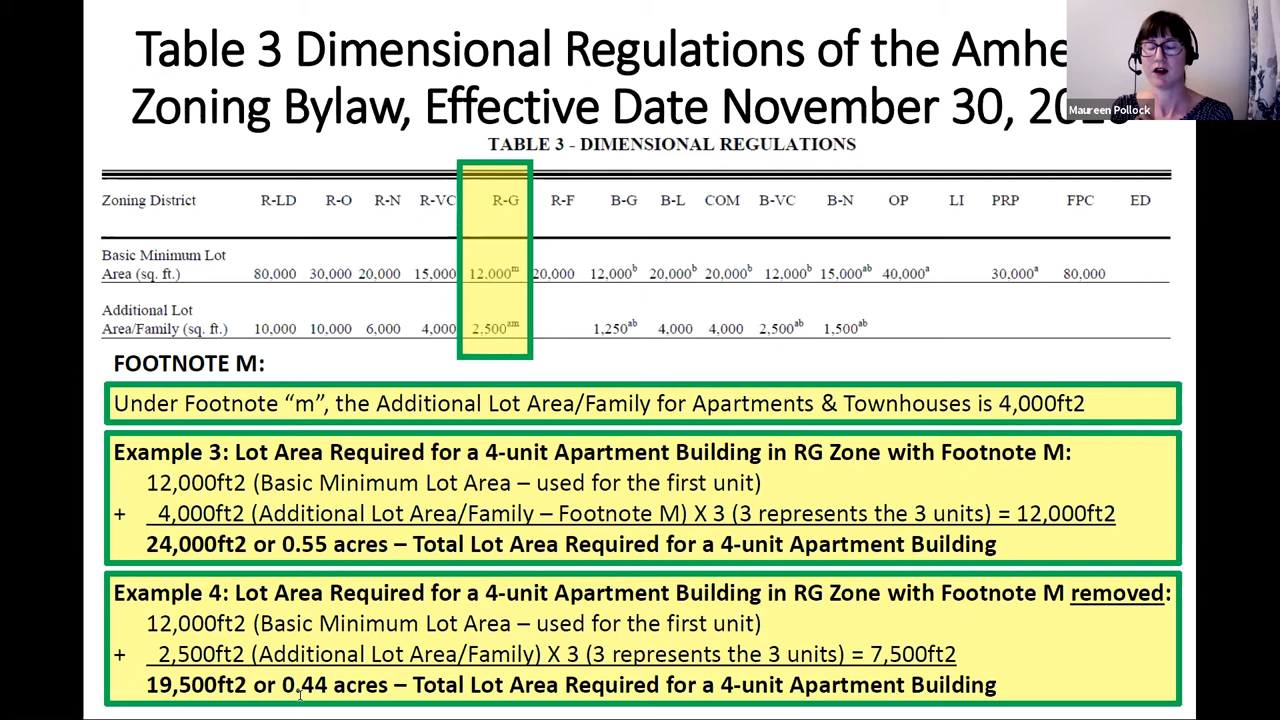 Table 3 Dimensional Regulations of the Amhe
Zoning Bylaw, Effective Date November 30, 20
Maureen Pollock
TABLE 3 - DIMENSIONAL REGULATIONS
Zoning District R-LD R-O R-N R-VC R-G R-F B-G B-L COM B-VC B-N OP LI PRP FPC ED
Basic Minimum Lot
Area (sq. ft.) 80,000 30,000 20,000 15,000 12,000ᵐ 20,000 12,000ᵇ 20,000ᵇ 20,000ᵇ 12,000ᵇ 15,000ᵃᵇ 40,000ᵃ 30,000ᵃ 80,000
Additional Lot
Area/Family (sq. ft.) 10,000 10,000 6,000 4,000 2,500ᵃᵐ 1,250ᵃᵇ 4,000 4,000 2,500ᵃᵇ 1,500ᵃᵇ
FOOTNOTE M:
Under Footnote “m”, the Additional Lot Area/Family for Apartments & Townhouses is 4,000ft2
Example 3: Lot Area Required for a 4-unit Apartment Building in RG Zone with Footnote M:
12,000ft2 (Basic Minimum Lot Area – used for the first unit)
+ 4,000ft2 (Additional Lot Area/Family – Footnote M) X 3 (3 represents the 3 units) = 12,000ft2
24,000ft2 or 0.55 acres – Total Lot Area Required for a 4-unit Apartment Building
Example 4: Lot Area Required for a 4-unit Apartment Building in RG Zone with Footnote M removed:
12,000ft2 (Basic Minimum Lot Area – used for the first unit)
+ 2,500ft2 (Additional Lot Area/Family) X 3 (3 represents the 3 units) = 7,500ft2
19,500ft2 or 0.44 acres – Total Lot Area Required for a 4-unit Apartment Building